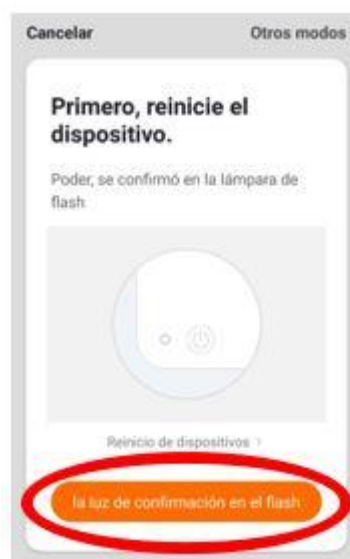 Cancelar Otros modos
Primero, reinicie el
dispositivo.
Poder, se confirmó en la lámpara de
flash
Reinicio de dispositivos >
la luz de confirmación en el flash